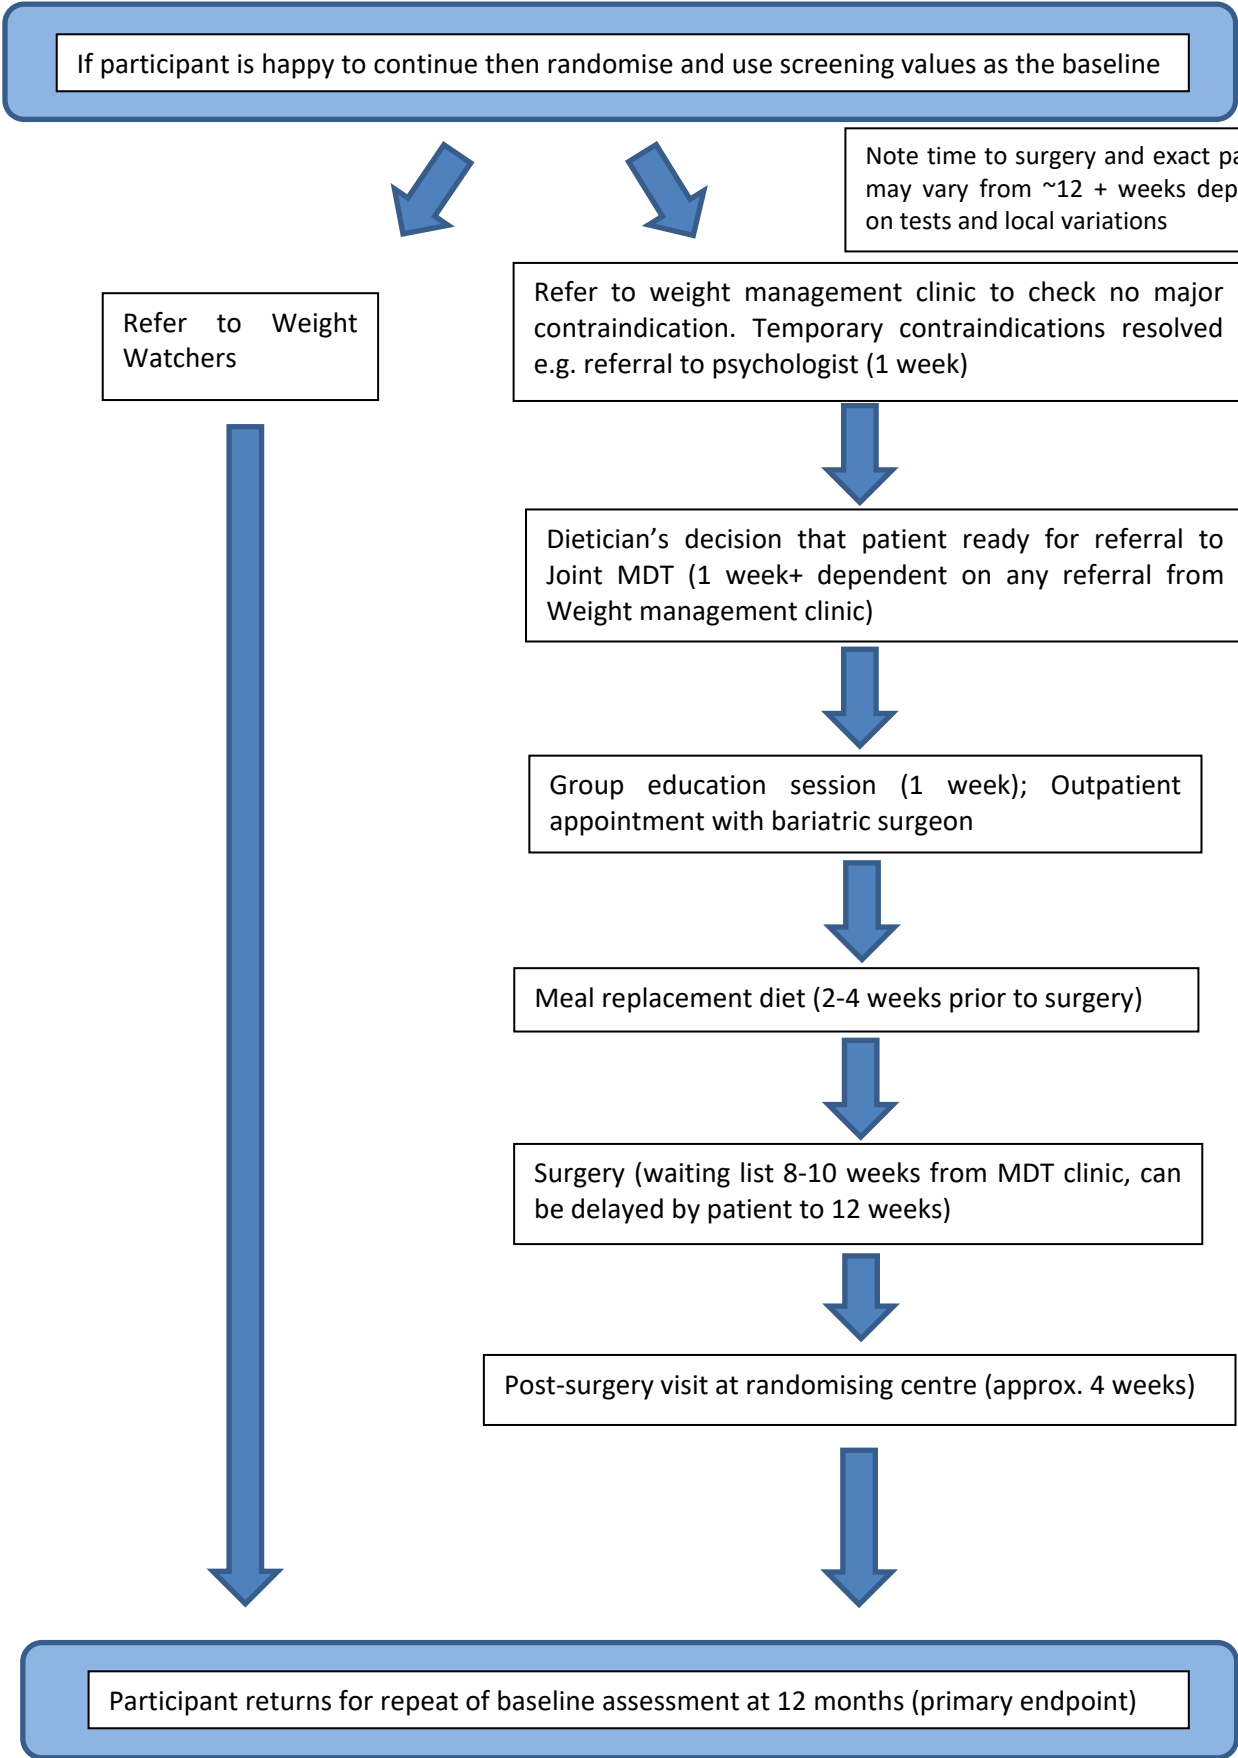 If participant is happy to continue then randomise and use screening values as the baseline
Note time to surgery and exact
may vary from ~12 + weeks
on tests and local variations
Refer to Weight
Watchers
Refer to weight management clinic to check no major
contraindication. Temporary contraindications resolved
e.g. referral to psychologist (1 week)
Dietician’s decision that patient ready for referral to
Joint MDT (1 week+ dependent on any referral from
Weight management clinic)
Group education session (1 week); Outpatient
appointment with bariatric surgeon
Meal replacement diet (2-4 weeks prior to surgery)
Surgery (waiting list 8-10 weeks from MDT clinic, can
be delayed by patient to 12 weeks)
Post-surgery visit at randomising centre (approx. 4 weeks)
Participant returns for repeat of baseline assessment at 12 months (primary endpoint)